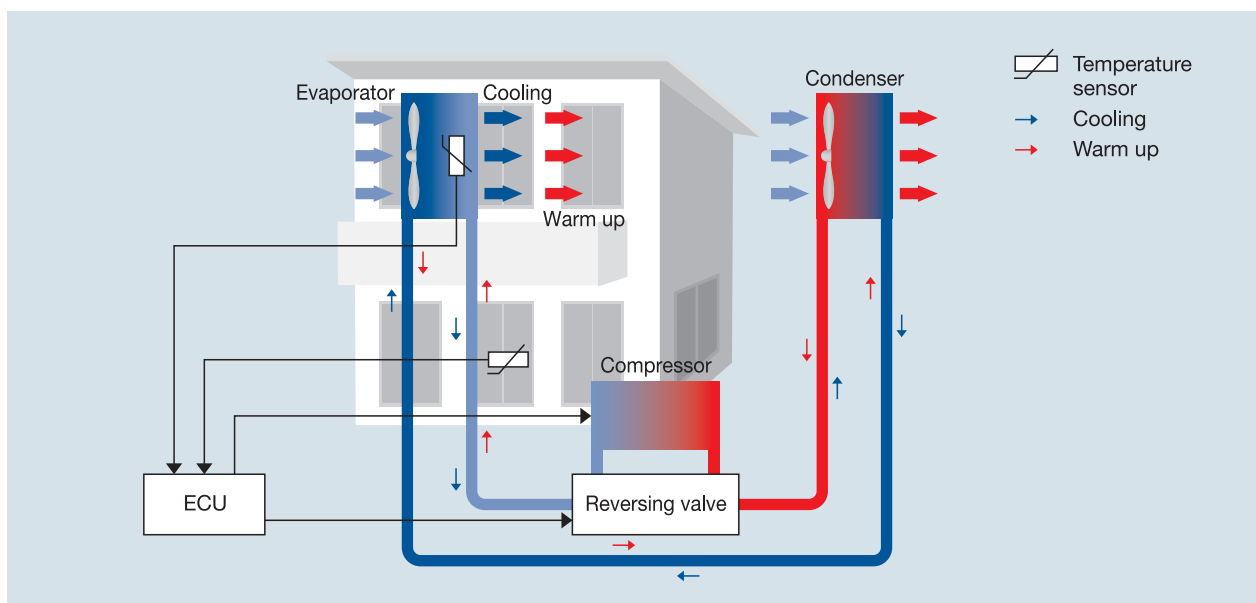 Evaporator
Cooling
Warm up
Condenser
Temperature
sensor
Cooling
Warm up
Compressor
ECU
Reversing valve